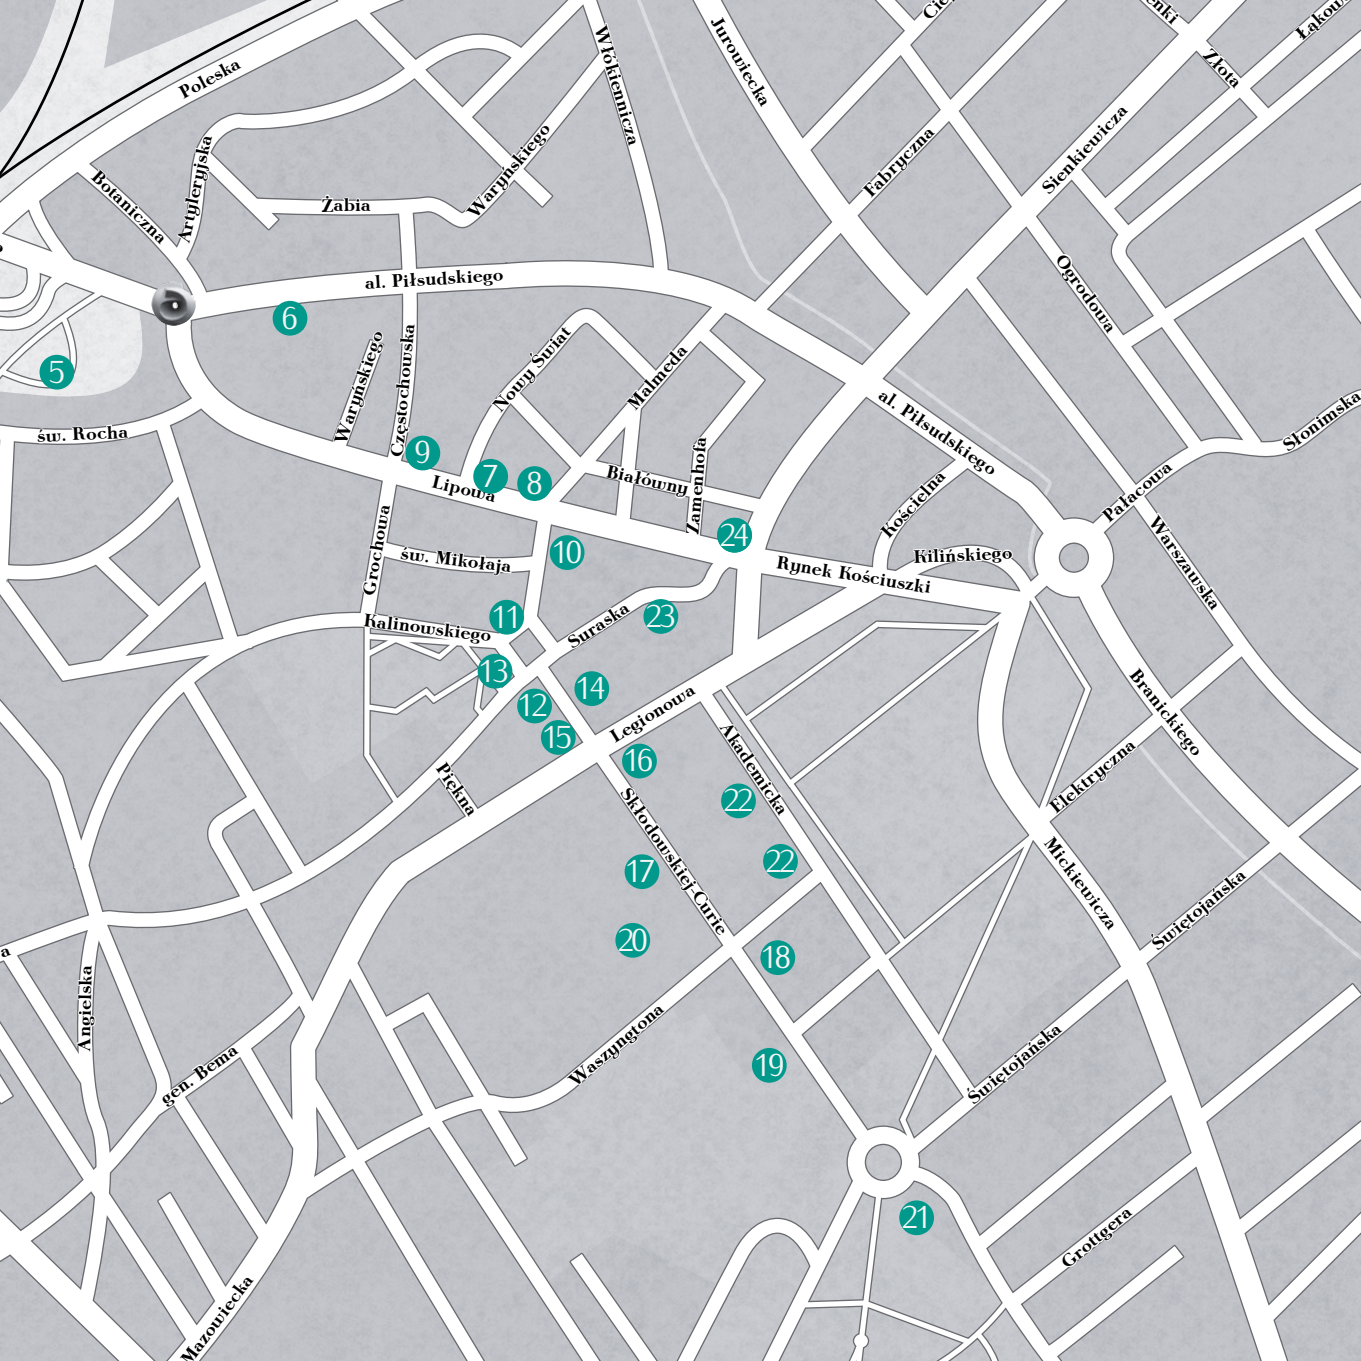 Jurowiecka
Włókiennicza
Złota
Poleska
Sienkiewicza
Artyleryjska
Fabryczna
Waryńskiego
Botaniczna
Żabia
Ogrodowa
al. Piłsudskiego
6
5
Nowy Świat
Malmeda
Waryńskiego
Częstochowska
al. Piłsudskiego
Słonimska
św. Rocha
9
7
8
Lipowa
Białówny
Zamenhofa
Kościelna
Pałacowa
24
Grochowa
św. Mikołaja
10
Kilińskiego
Rynek Kościuszki
Warszawska
11
Kalinowskiego
Suraska
23
13
14
12
15
Legionowa
Branickiego
16
Piękna
Akademicka
22
Elektryczna
Skłodowskiej-Curie
17
22
Mickiewicza
Świętojańska
20
18
a
Angielska
Waszyngtona
19
gen. Bema
Świętojańska
21
Grottgera
Mazowiecka